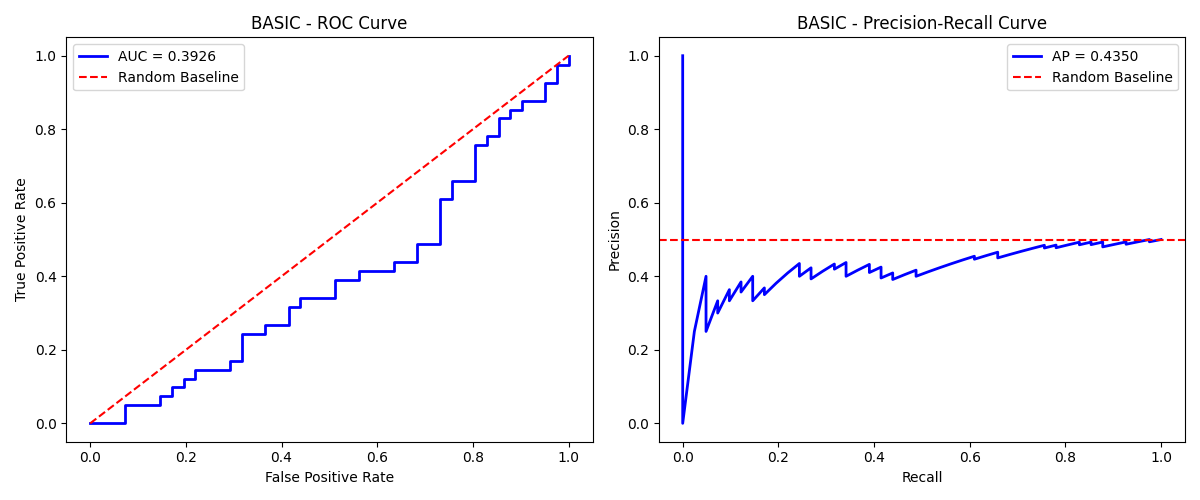 BASIC - ROC Curve
AUC = 0.3926
Random Baseline
True Positive Rate
1.0
0.8
0.6
0.4
0.2
0.0
0.0 0.2 0.4 0.6 0.8 1.0
False Positive Rate
BASIC - Precision-Recall Curve
AP = 0.4350
Random Baseline
Precision
1.0
0.8
0.6
0.4
0.2
0.0
0.0 0.2 0.4 0.6 0.8 1.0
Recall